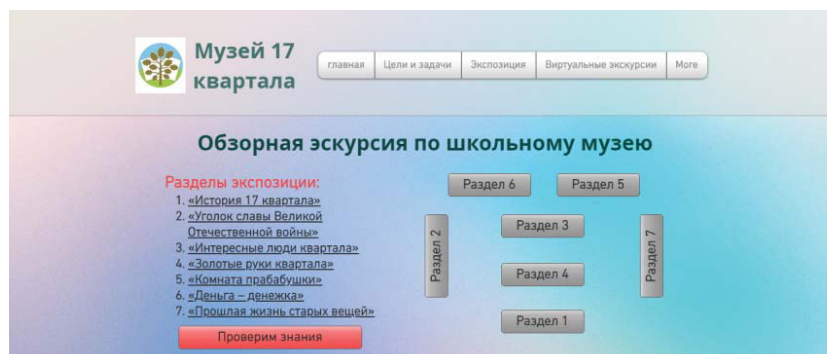 Музей 17
квартала
главная
Цели и задачи
Экспозиция
Виртуальные экскурсии
More
Обзорная эскурсия по школьному музею
Разделы экспозиции:
1. «История 17 квартала»
2. «Уголок славы Великой
Отечественной войны»
3. «Интересные люди квартала»
4. «Золотые руки квартала»
5. «Комната прабабушки»
6. «Деньга – денежка»
7. «Прошлая жизнь старых вещей»
Проверим знания
Раздел 6
Раздел 5
Раздел 2
Раздел 3
Раздел 7
Раздел 4
Раздел 1